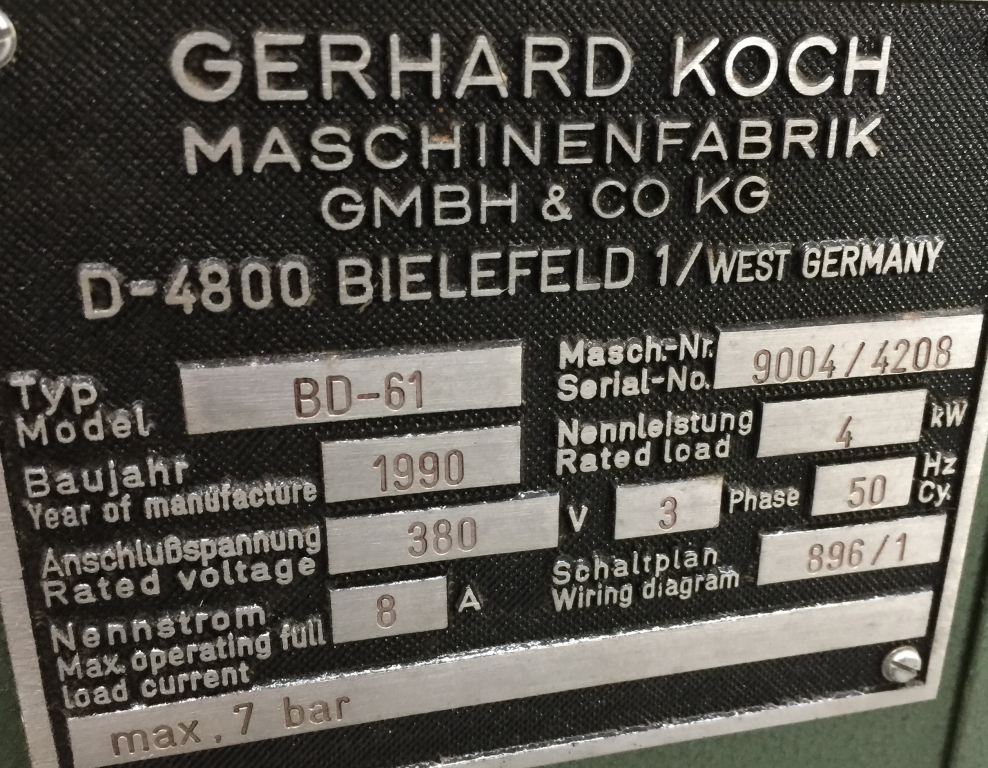 GERHARD KOCH
MASCHINENFABRIK
GMBH & CO KG
D-4800 BIELEFELD 1/WEST GERMANY
Typ
Model
BD-61
Masch.-Nr.
Serial-No.
9004/4208
Baujahr
Year of manufacture
1990
Nennleistung
Rated load
4
kW
Anschlußspannung
Rated voltage
380
V
3
Phase
50
Hz
Cy.
Nennstrom
Max. operating full
load current
8
A
Schaltplan
Wiring diagram
896/1
max. 7 bar